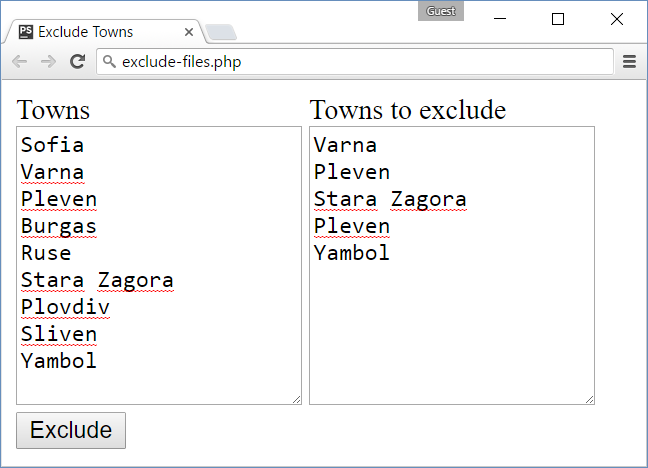 Guest
PS Exclude Towns
exclude-files.php
Towns
Sofia
Varna
Pleven
Burgas
Ruse
Stara Zagora
Plovdiv
Sliven
Yambol
Towns to exclude
Varna
Pleven
Stara Zagora
Pleven
Yambol
Exclude